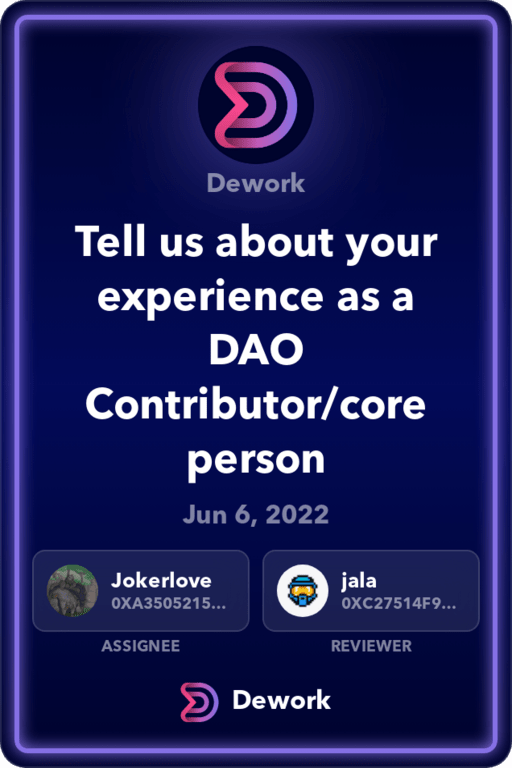 Dework
Tell us about your
experience as a
DAO
Contributor/core
person
Jun 6, 2022
Jokerlove
0XA3505215...
jala
0XC27514F9...
ASSIGNEE
REVIEWER
Dework